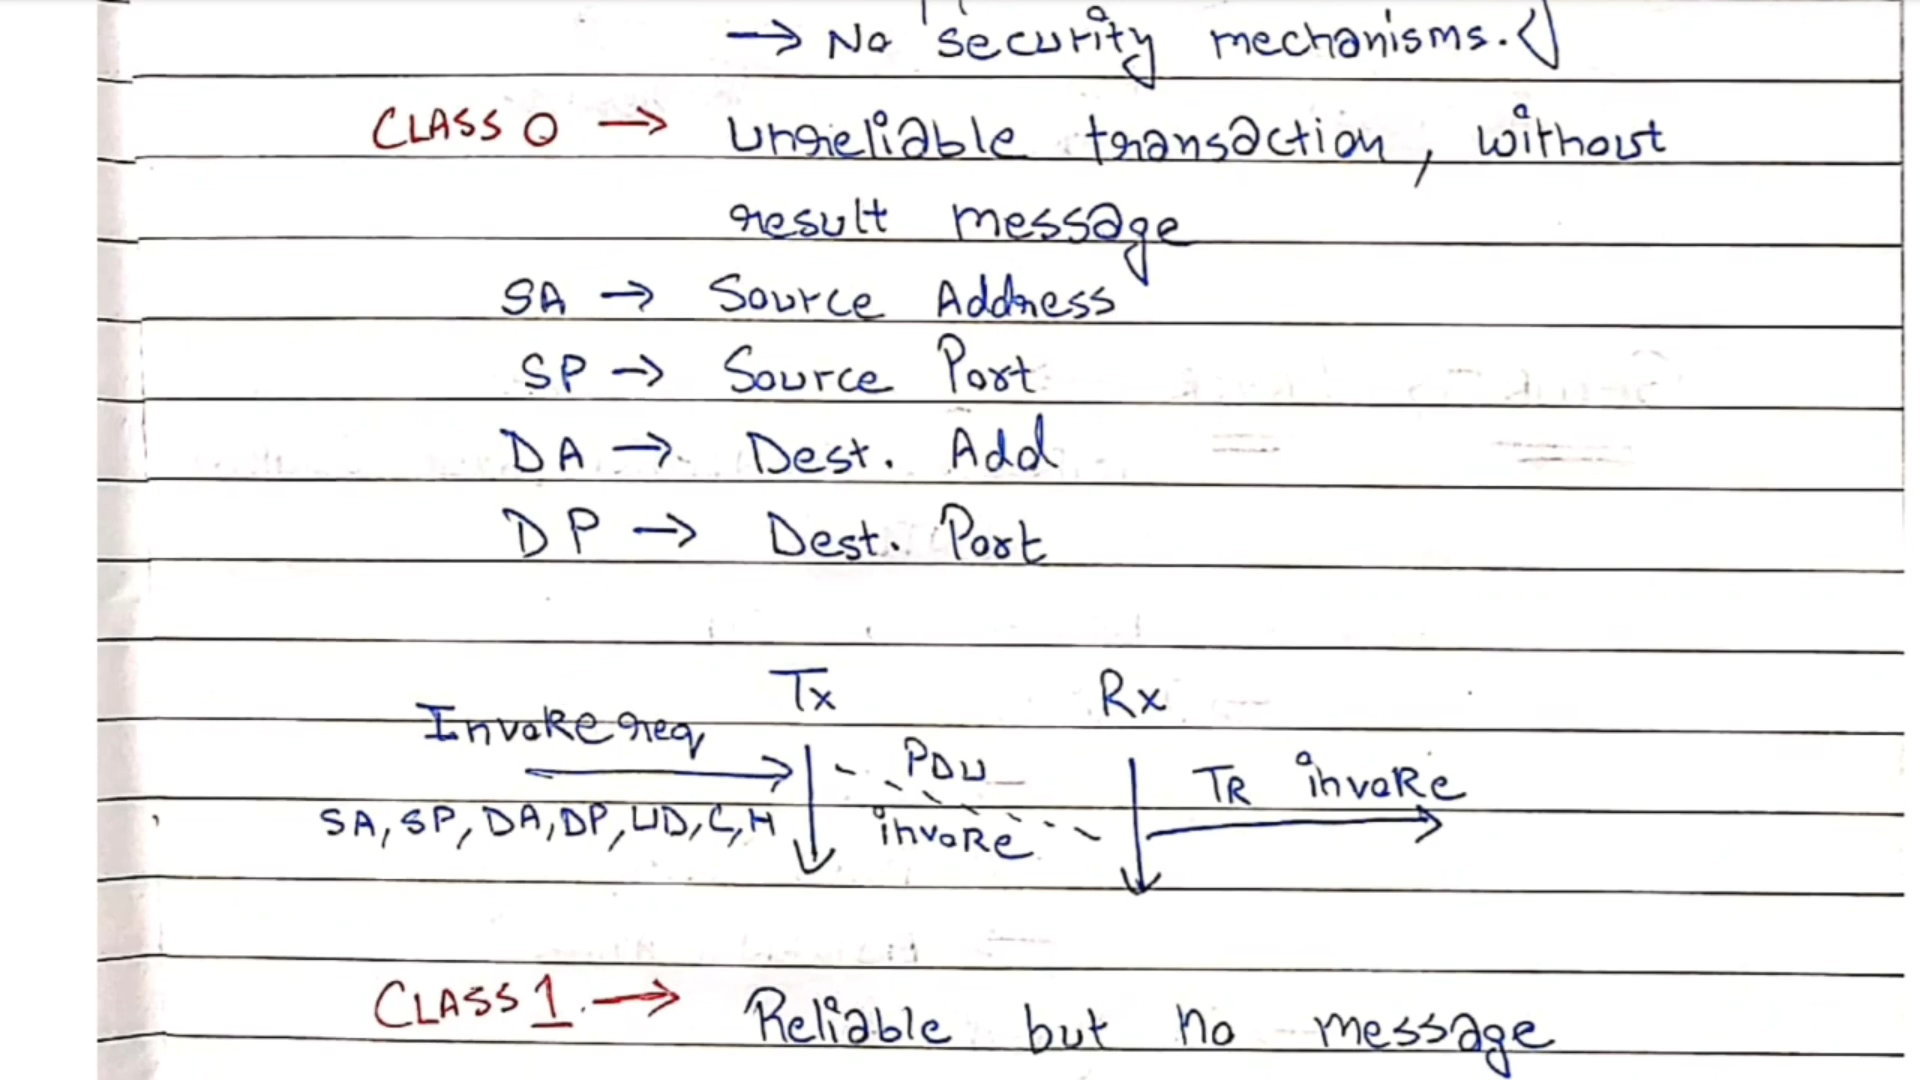 → No security mechanisms.
CLASS 0 → Unreliable transaction, without
result message
SA → Source Address
SP → Source Port
DA → Dest. Add
DP → Dest. Port
Tx Rx
Invoke req PDU TR invoke
SA, SP, DA, DP, UD, C, H invoke
CLASS 1 → Reliable but no message